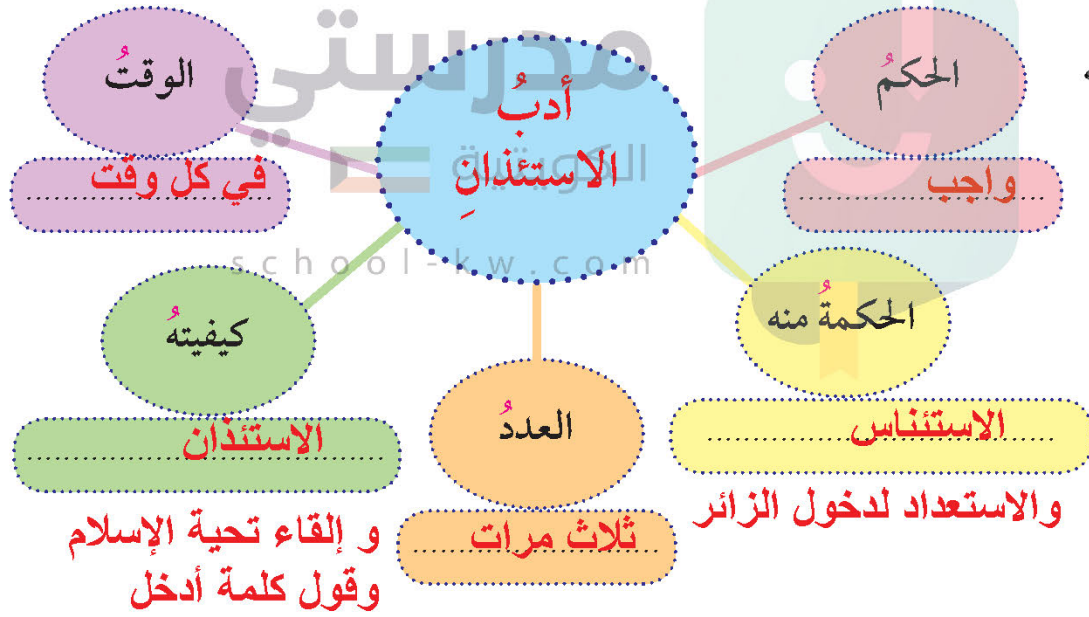 مدرستي
الكويتية
school-kw.com
أدبُ
الاستئذانِ
الحكمُ
واجب
الحكمةُ منه
الاستئناس
والاستعداد لدخول الزائر
العددُ
ثلاث مرات
كيفيتهُ
الاستئذان
و إلقاء تحية الإسلام
وقول كلمة أدخل
الوقتُ
في كل وقت